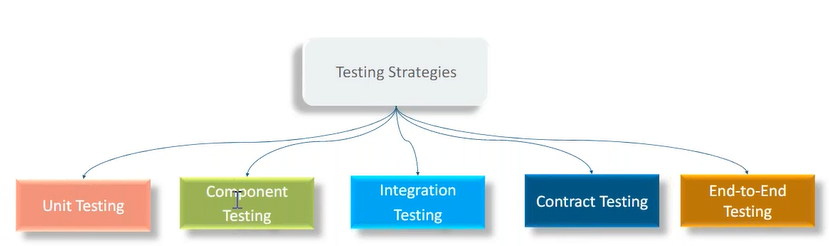 Testing Strategies
Unit Testing
Component
Testing
Integration
Testing
Contract Testing
End-to-End
Testing